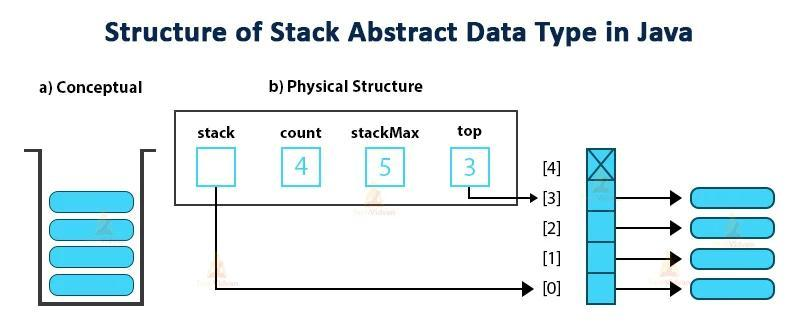 Structure of Stack Abstract Data Type in Java
a) Conceptual
b) Physical Structure
stack count stackMax top
4 5 3
[4]
[3]
[2]
[1]
[0]